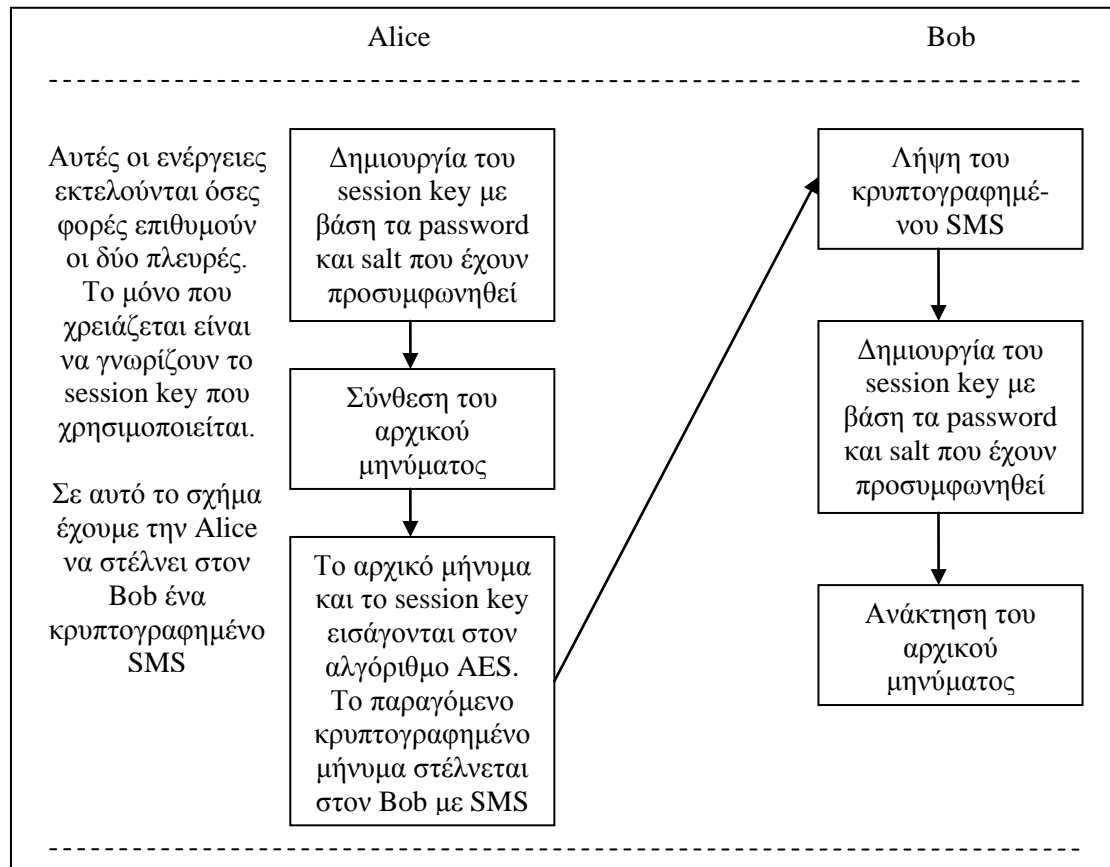 Alice
Bob
Αυτές οι ενέργειες
εκτελούνται όσες
φορές επιθυμούν
οι δύο πλευρές.
Το μόνο που
χρειάζεται είναι
να γνωρίζουν το
session key που
χρησιμοποιείται.
Σε αυτό το σχήμα
έχουμε την Alice
να στέλνει στον
Bob ένα
κρυπτογραφημένο
SMS
Δημιουργία του
session key με
βάση τα password
και salt που έχουν
προσυμφωνηθεί
Σύνθεση του
αρχικού
μηνύματος
Το αρχικό μήνυμα
και το session key
εισάγονται στον
αλγόριθμο AES.
Το παραγόμενο
κρυπτογραφημένο
μήνυμα στέλνεται
στον Bob με SMS
Λήψη του
κρυπτογραφημέ-
νου SMS
Δημιουργία του
session key με
βάση τα password
και salt που έχουν
προσυμφωνηθεί
Ανάκτηση του
αρχικού
μηνύματος